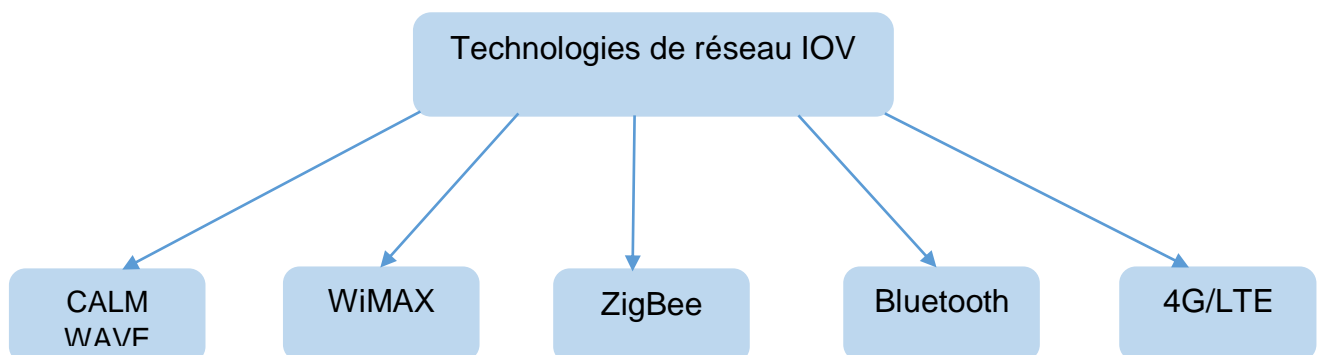 Technologies de réseau IOV
CALM
WAVE
WiMAX
ZigBee
Bluetooth
4G/LTE